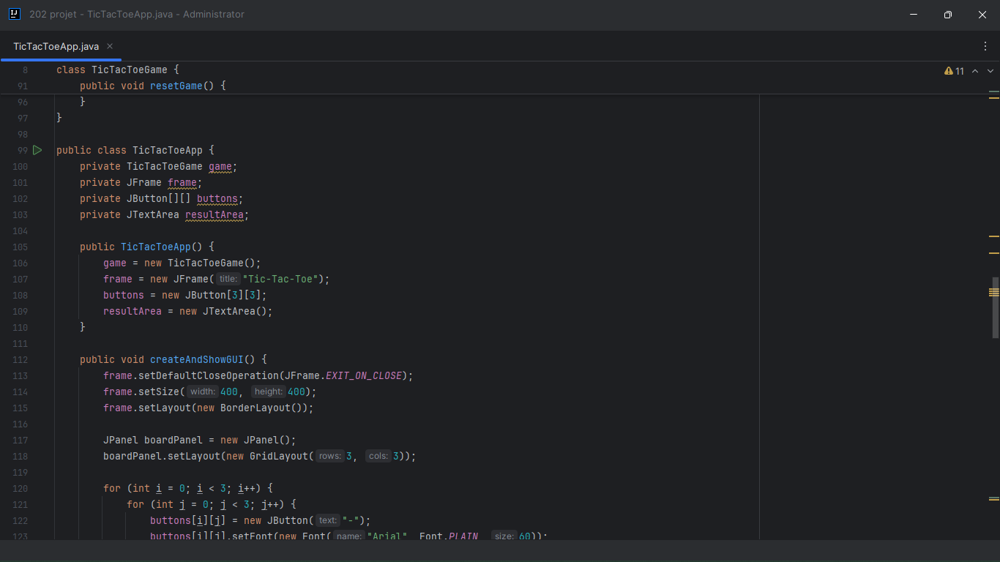 202 projet - TicTacToeApp.java - Administrator
TicTacToeApp.java
8 class TicTacToeGame {
11
91 public void resetGame() {
96 }
97 }
98
99 public class TicTacToeApp {
100 private TicTacToeGame game;
101 private JFrame frame;
102 private JButton[][] buttons;
103 private JTextArea resultArea;
104
105 public TicTacToeApp() {
106 game = new TicTacToeGame();
107 frame = new JFrame( title: "Tic-Tac-Toe");
108 buttons = new JButton[3][3];
109 resultArea = new JTextArea();
110 }
111
112 public void createAndShowGUI() {
113 frame.setDefaultCloseOperation(JFrame.EXIT_ON_CLOSE);
114 frame.setSize( width: 400, height: 400);
115 frame.setLayout(new BorderLayout());
116
117 JPanel boardPanel = new JPanel();
118 boardPanel.setLayout(new GridLayout( rows: 3, cols: 3));
119
120 for (int i = 0; i < 3; i++) {
121 for (int j = 0; j < 3; j++) {
122 buttons[i][j] = new JButton( text: "-");
123 buttons[i][j].setFont(new Font( name: "Arial", Font.PLAIN, size: 60));